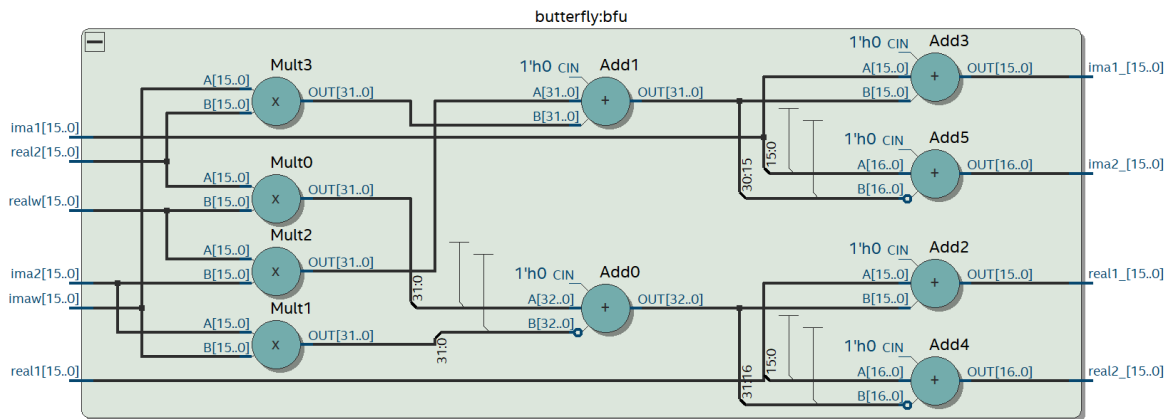 butterfly:bfu
1'h0 CIN
Add3
Mult3
1'h0 CIN
Add1
A[15..0]
OUT[15..0]
ima1_[15..0]
A[15..0]
OUT[31..0]
A[31..0]
OUT[31..0]
B[15..0]
B[15..0]
B[31..0]
ima1[15..0]
1'h0 CIN
Add5
real2[15..0]
Mult0
15:0
A[16..0]
OUT[16..0]
ima2_[15..0]
A[15..0]
OUT[31..0]
30:15
B[16..0]
realw[15..0]
B[15..0]
Mult2
1'h0 CIN
Add2
A[15..0]
OUT[31..0]
1'h0 CIN
Add0
A[15..0]
OUT[15..0]
real1_[15..0]
ima2[15..0]
B[15..0]
31:0
A[32..0]
OUT[32..0]
B[15..0]
imaw[15..0]
Mult1
B[32..0]
A[15..0]
OUT[31..0]
31:0
1'h0 CIN
Add4
B[15..0]
15:0
real1[15..0]
31:16
A[16..0]
OUT[16..0]
real2_[15..0]
B[16..0]
x
x
x
x
+
+
+
+
+
+